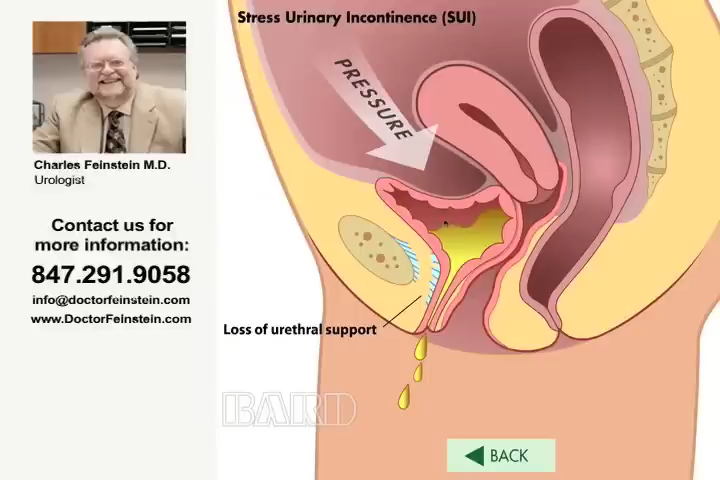 Stress Urinary Incontinence (SUI)
PRESSURE
Charles Feinstein M.D.
Urologist
Contact us for
more information:
847.291.9058
info@doctorfeinstein.com
www.DoctorFeinstein.com
Loss of urethral support
BARD
BACK